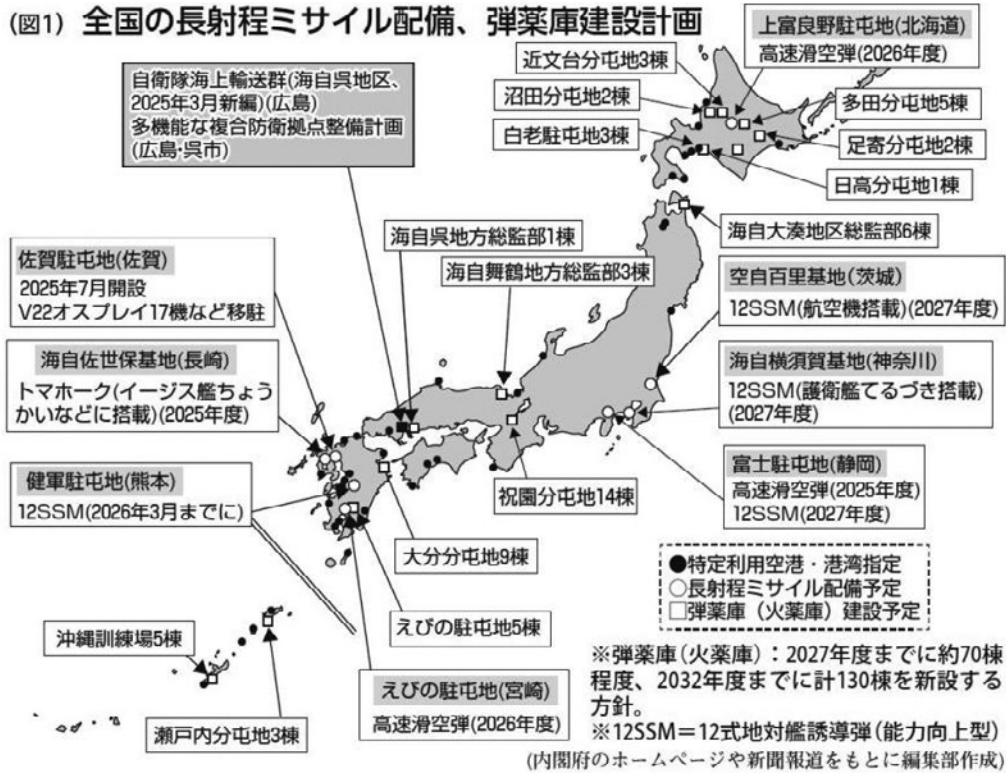 (図1) 全国の長射程ミサイル配備、弾薬庫建設計画
自衛隊海上輸送群(海自呉地区、
2025年3月新編)(広島)
多機能な複合防衛拠点整備計画
(広島・呉市)
近文台分屯地3棟
上富良野駐屯地(北海道)
高速滑空弾(2026年度)
沼田分屯地2棟
多田分屯地5棟
白老駐屯地3棟
足寄分屯地2棟
日高分屯地1棟
海自大湊地区総監部6棟
海自呉地方総監部1棟
海自舞鶴地方総監部3棟
佐賀駐屯地(佐賀)
2025年7月開設
V22オスプレイ17機など移駐
空自百里基地(茨城)
12SSM(航空機搭載)(2027年度)
海自佐世保基地(長崎)
トマホーク(イージス艦ちょう
かいなどに搭載)(2025年度)
海自横須賀基地(神奈川)
12SSM(護衛艦てるづき搭載)
(2027年度)
健軍駐屯地(熊本)
12SSM(2026年3月までに)
祝園分屯地14棟
富士駐屯地(静岡)
高速滑空弾(2025年度)
12SSM(2027年度)
大分分屯地9棟
えびの駐屯地5棟
沖縄訓練場5棟
瀬戸内分屯地3棟
えびの駐屯地(宮崎)
高速滑空弾(2026年度)
●特定利用空港・港湾指定
○長射程ミサイル配備予定
□弾薬庫（火薬庫）建設予定
※弾薬庫(火薬庫)：2027年度までに約70棟
程度、2032年度までに計130棟を新設する
方針。
※12SSM＝12式地対艦誘導弾(能力向上型)
(内閣府のホームページや新聞報道をもとに編集部作成)